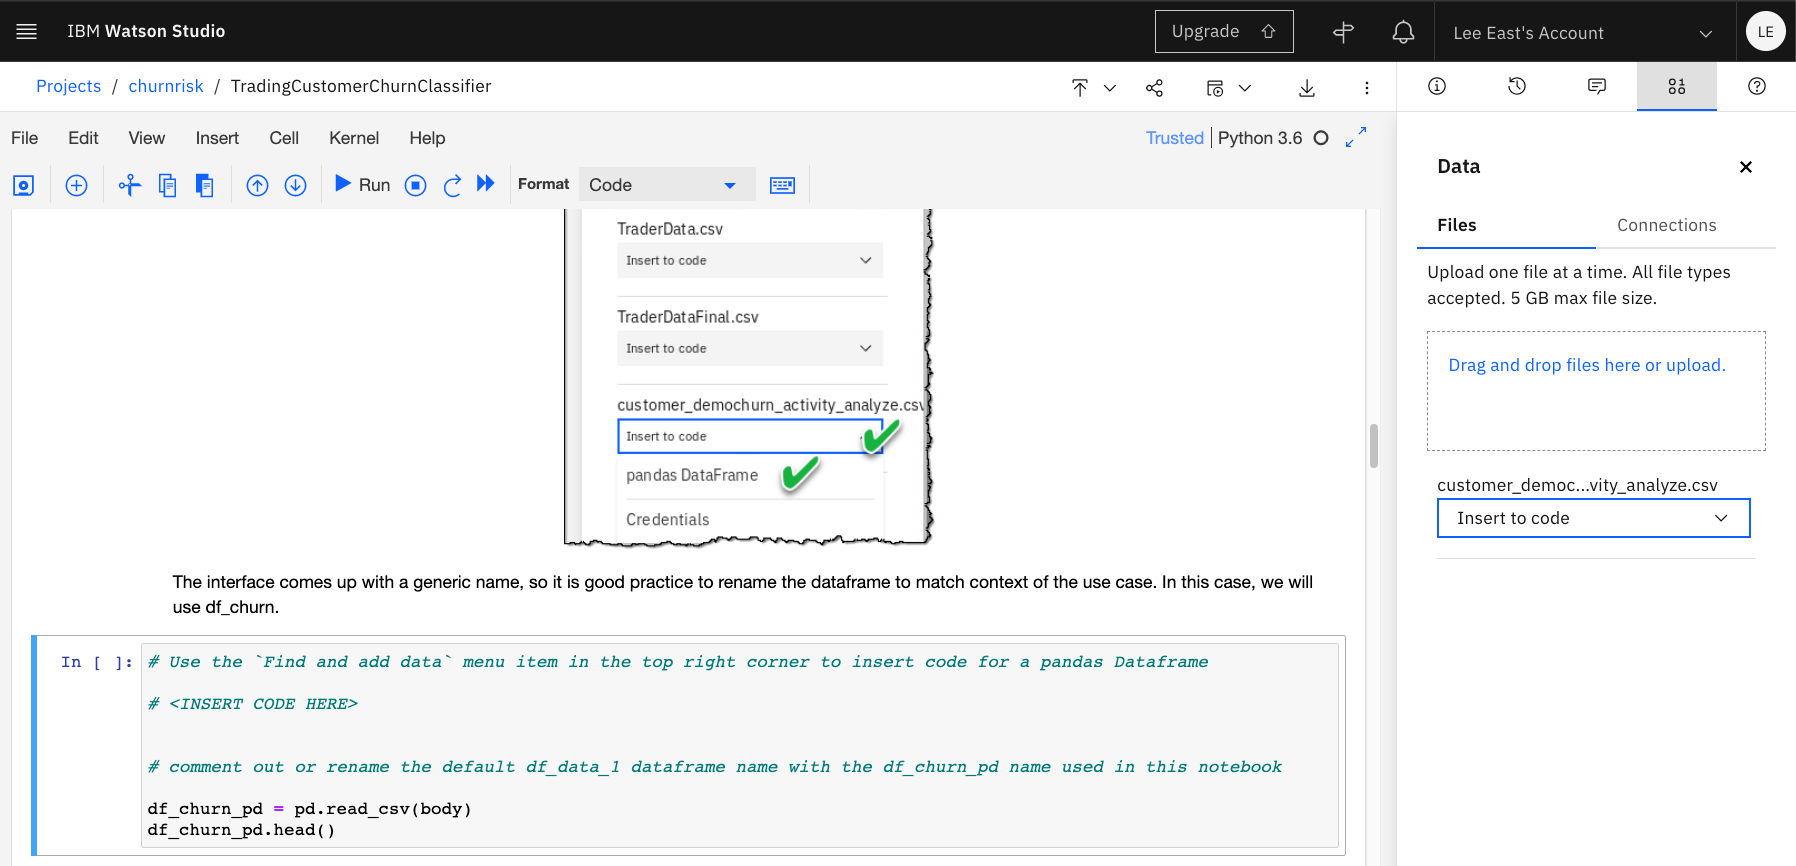 IBM Watson Studio
Upgrade
Lee East's Account
LE
Projects / churnrisk / TradingCustomerChurnClassifier
File Edit View Insert Cell Kernel Help
Trusted | Python 3.6
Run
Format
Code
TraderData.csv
Insert to code
TraderDataFinal.csv
Insert to code
customer_demochurn_activity_analyze.csv
Insert to code
pandas DataFrame
Credentials
The interface comes up with a generic name, so it is good practice to rename the dataframe to match context of the use case. In this case, we will
use df_churn.
In [ ]:
# Use the `Find and add data` menu item in the top right corner to insert code for a pandas Dataframe
# <INSERT CODE HERE>
# comment out or rename the default df_data_1 dataframe name with the df_churn_pd name used in this notebook
df_churn_pd = pd.read_csv(body)
df_churn_pd.head()
Data
Files
Connections
Upload one file at a time. All file types
accepted. 5 GB max file size.
Drag and drop files here or upload.
customer_democ...vity_analyze.csv
Insert to code